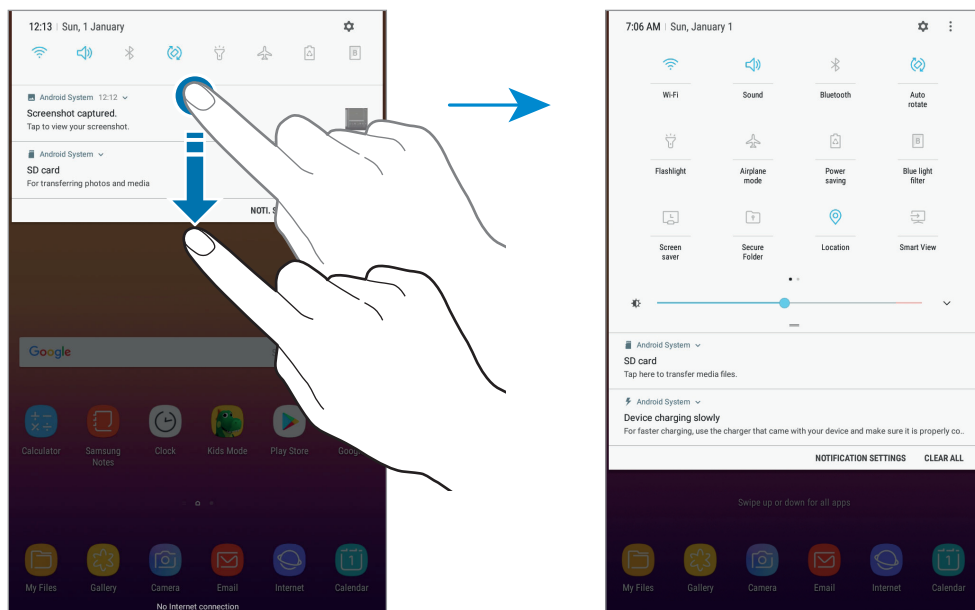 12:13 Sun, 1 January
B
Android System 12:12
Screenshot captured.
Tap to view your screenshot.
Android System
SD card
For transferring photos and media
NOTI. S
Google
Calculator
Samsung
Notes
Clock
Kids Mode
Play Store
Goog
My Files
Gallery
Camera
Email
Internet
1
Calendar
No Internet connection
7:06 AM Sun, January 1
Wi-Fi
Sound
Bluetooth
Auto
rotate
B
Flashlight
Airplane
mode
Power
saving
Blue light
filter
Screen
saver
Secure
Folder
Location
Smart View
Android System
SD card
Tap here to transfer media files.
Android System
Device charging slowly
For faster charging, use the charger that came with your device and make sure it is properly co..
NOTIFICATION SETTINGS CLEAR ALL
Swipe up or down for all apps
My Files
Gallery
Camera
Email
Internet
1
Calendar